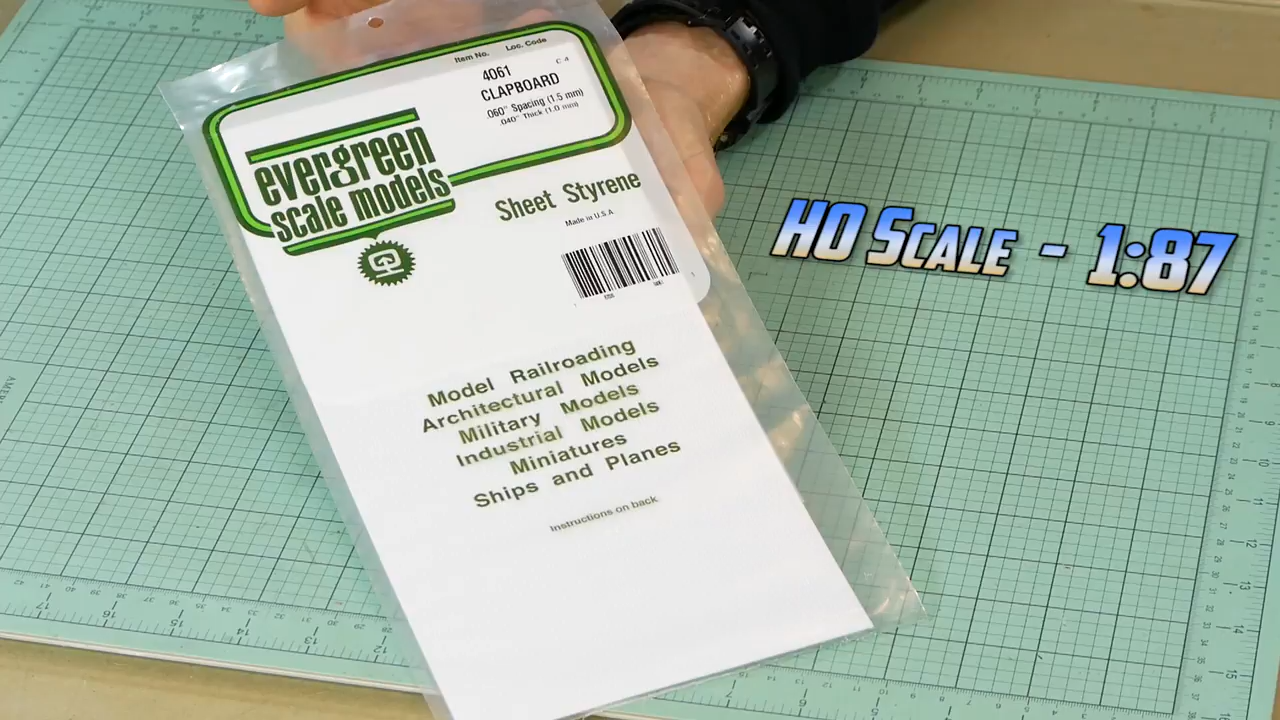 Item No. Loc. Code
4061 C 4
CLAPBOARD
.060" Spacing (1.5 mm)
.040" Thick (1.0 mm)
evergreen
scale models
Sheet Styrene
Made in U.S.A
HO Scale - 1:87
Model Railroading
Architectural Models
Military Models
Industrial Models
Miniatures
Ships and Planes
Instructions on back